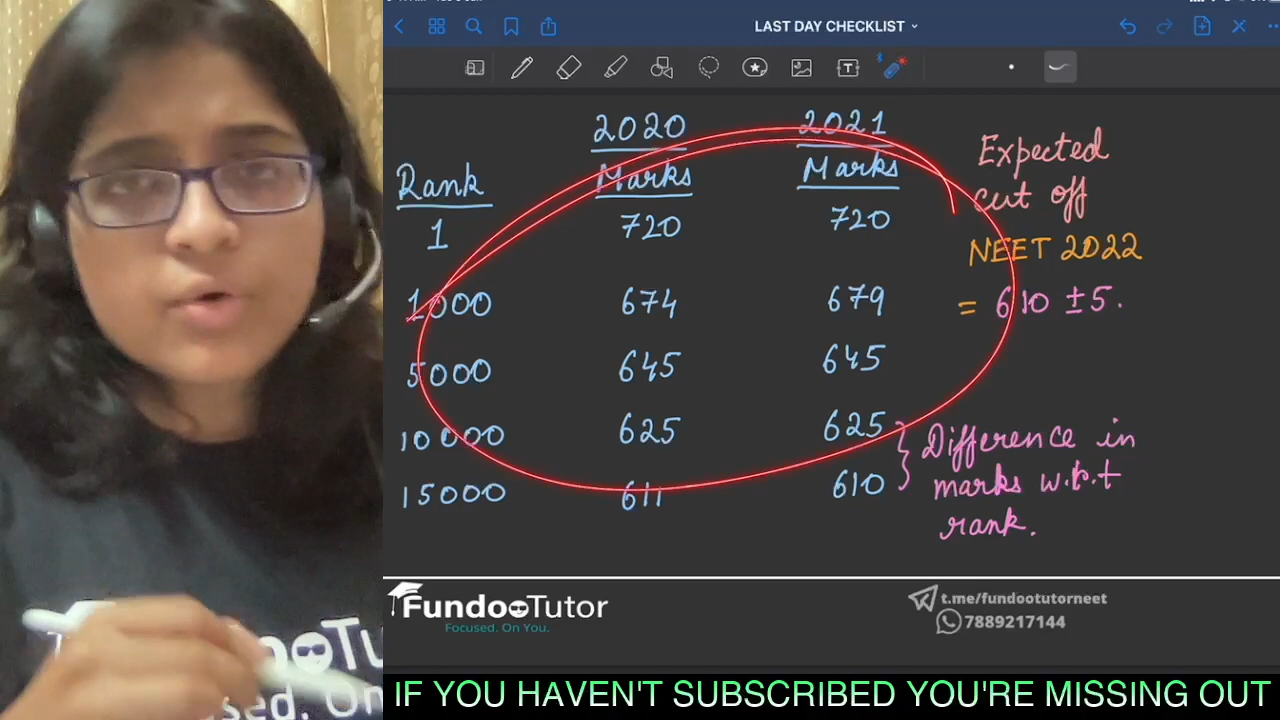 LAST DAY CHECKLIST
2020 2021
Rank Marks Marks
1 720 720
1000 674 679
5000 645 645
10000 625 625
15000 611 610
Expected
cut off
NEET 2022
= 610 ±5.
Difference in
marks w.r.t
rank.
FundooTutor
Focused. On You.
t.me/fundootutorneet
7889217144
IF YOU HAVEN'T SUBSCRIBED YOU'RE MISSING OUT